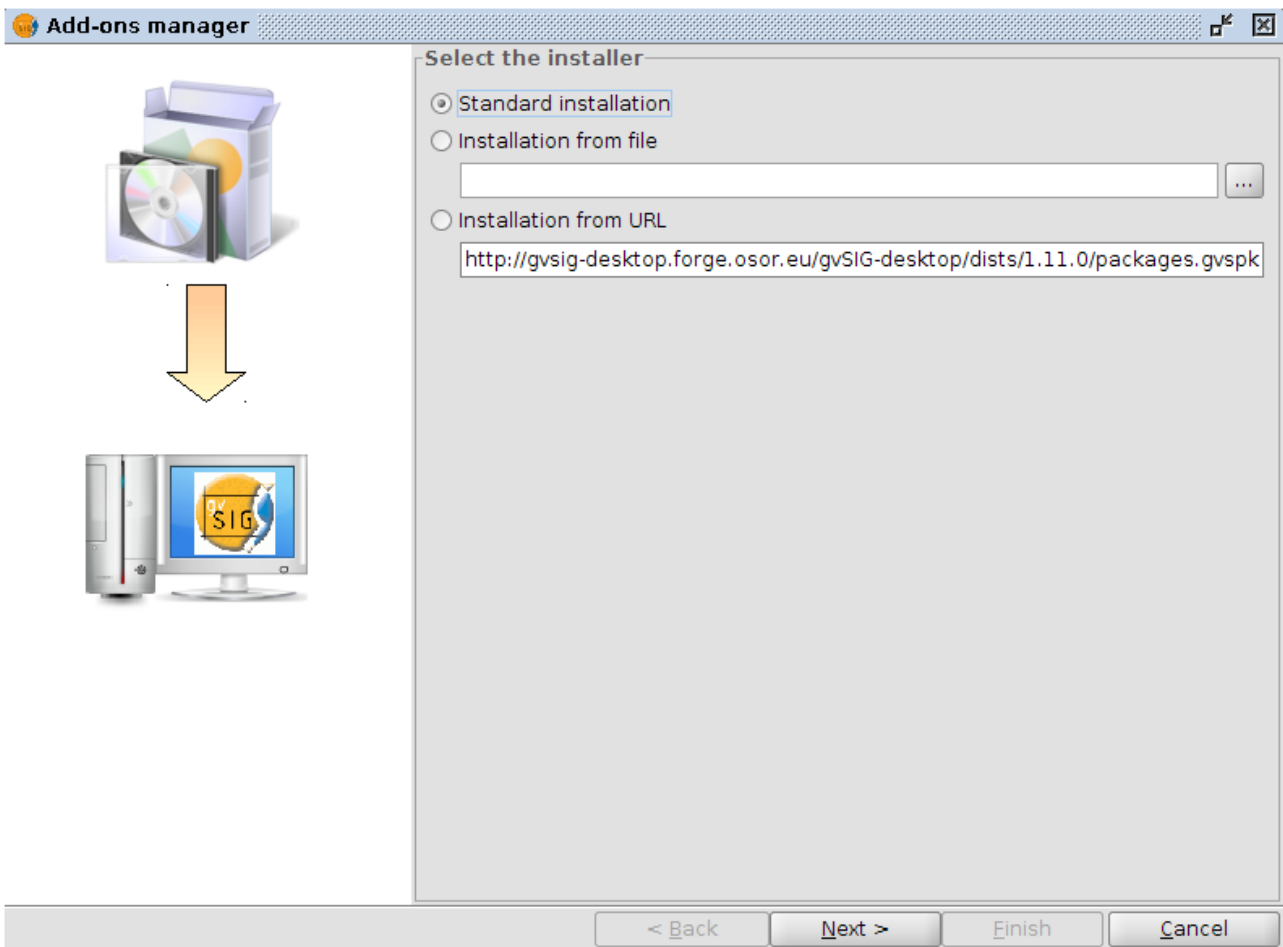 Add-ons manager
Select the installer
Standard installation
Installation from file
...
Installation from URL
http://gvsig-desktop.forge.osor.eu/gvSIG-desktop/dists/1.11.0/packages.gvspk
gv
SIG
< Back
Next >
Finish
Cancel